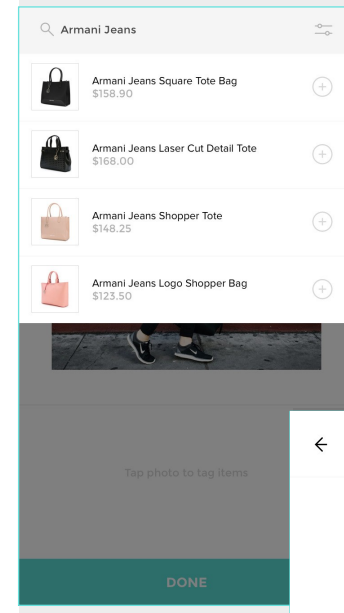 Armani Jeans
Armani Jeans Square Tote Bag
$158.90
Armani Jeans Laser Cut Detail Tote
$168.00
Armani Jeans Shopper Tote
$148.25
Armani Jeans Logo Shopper Bag
$123.50
Tap photo to tag items
DONE